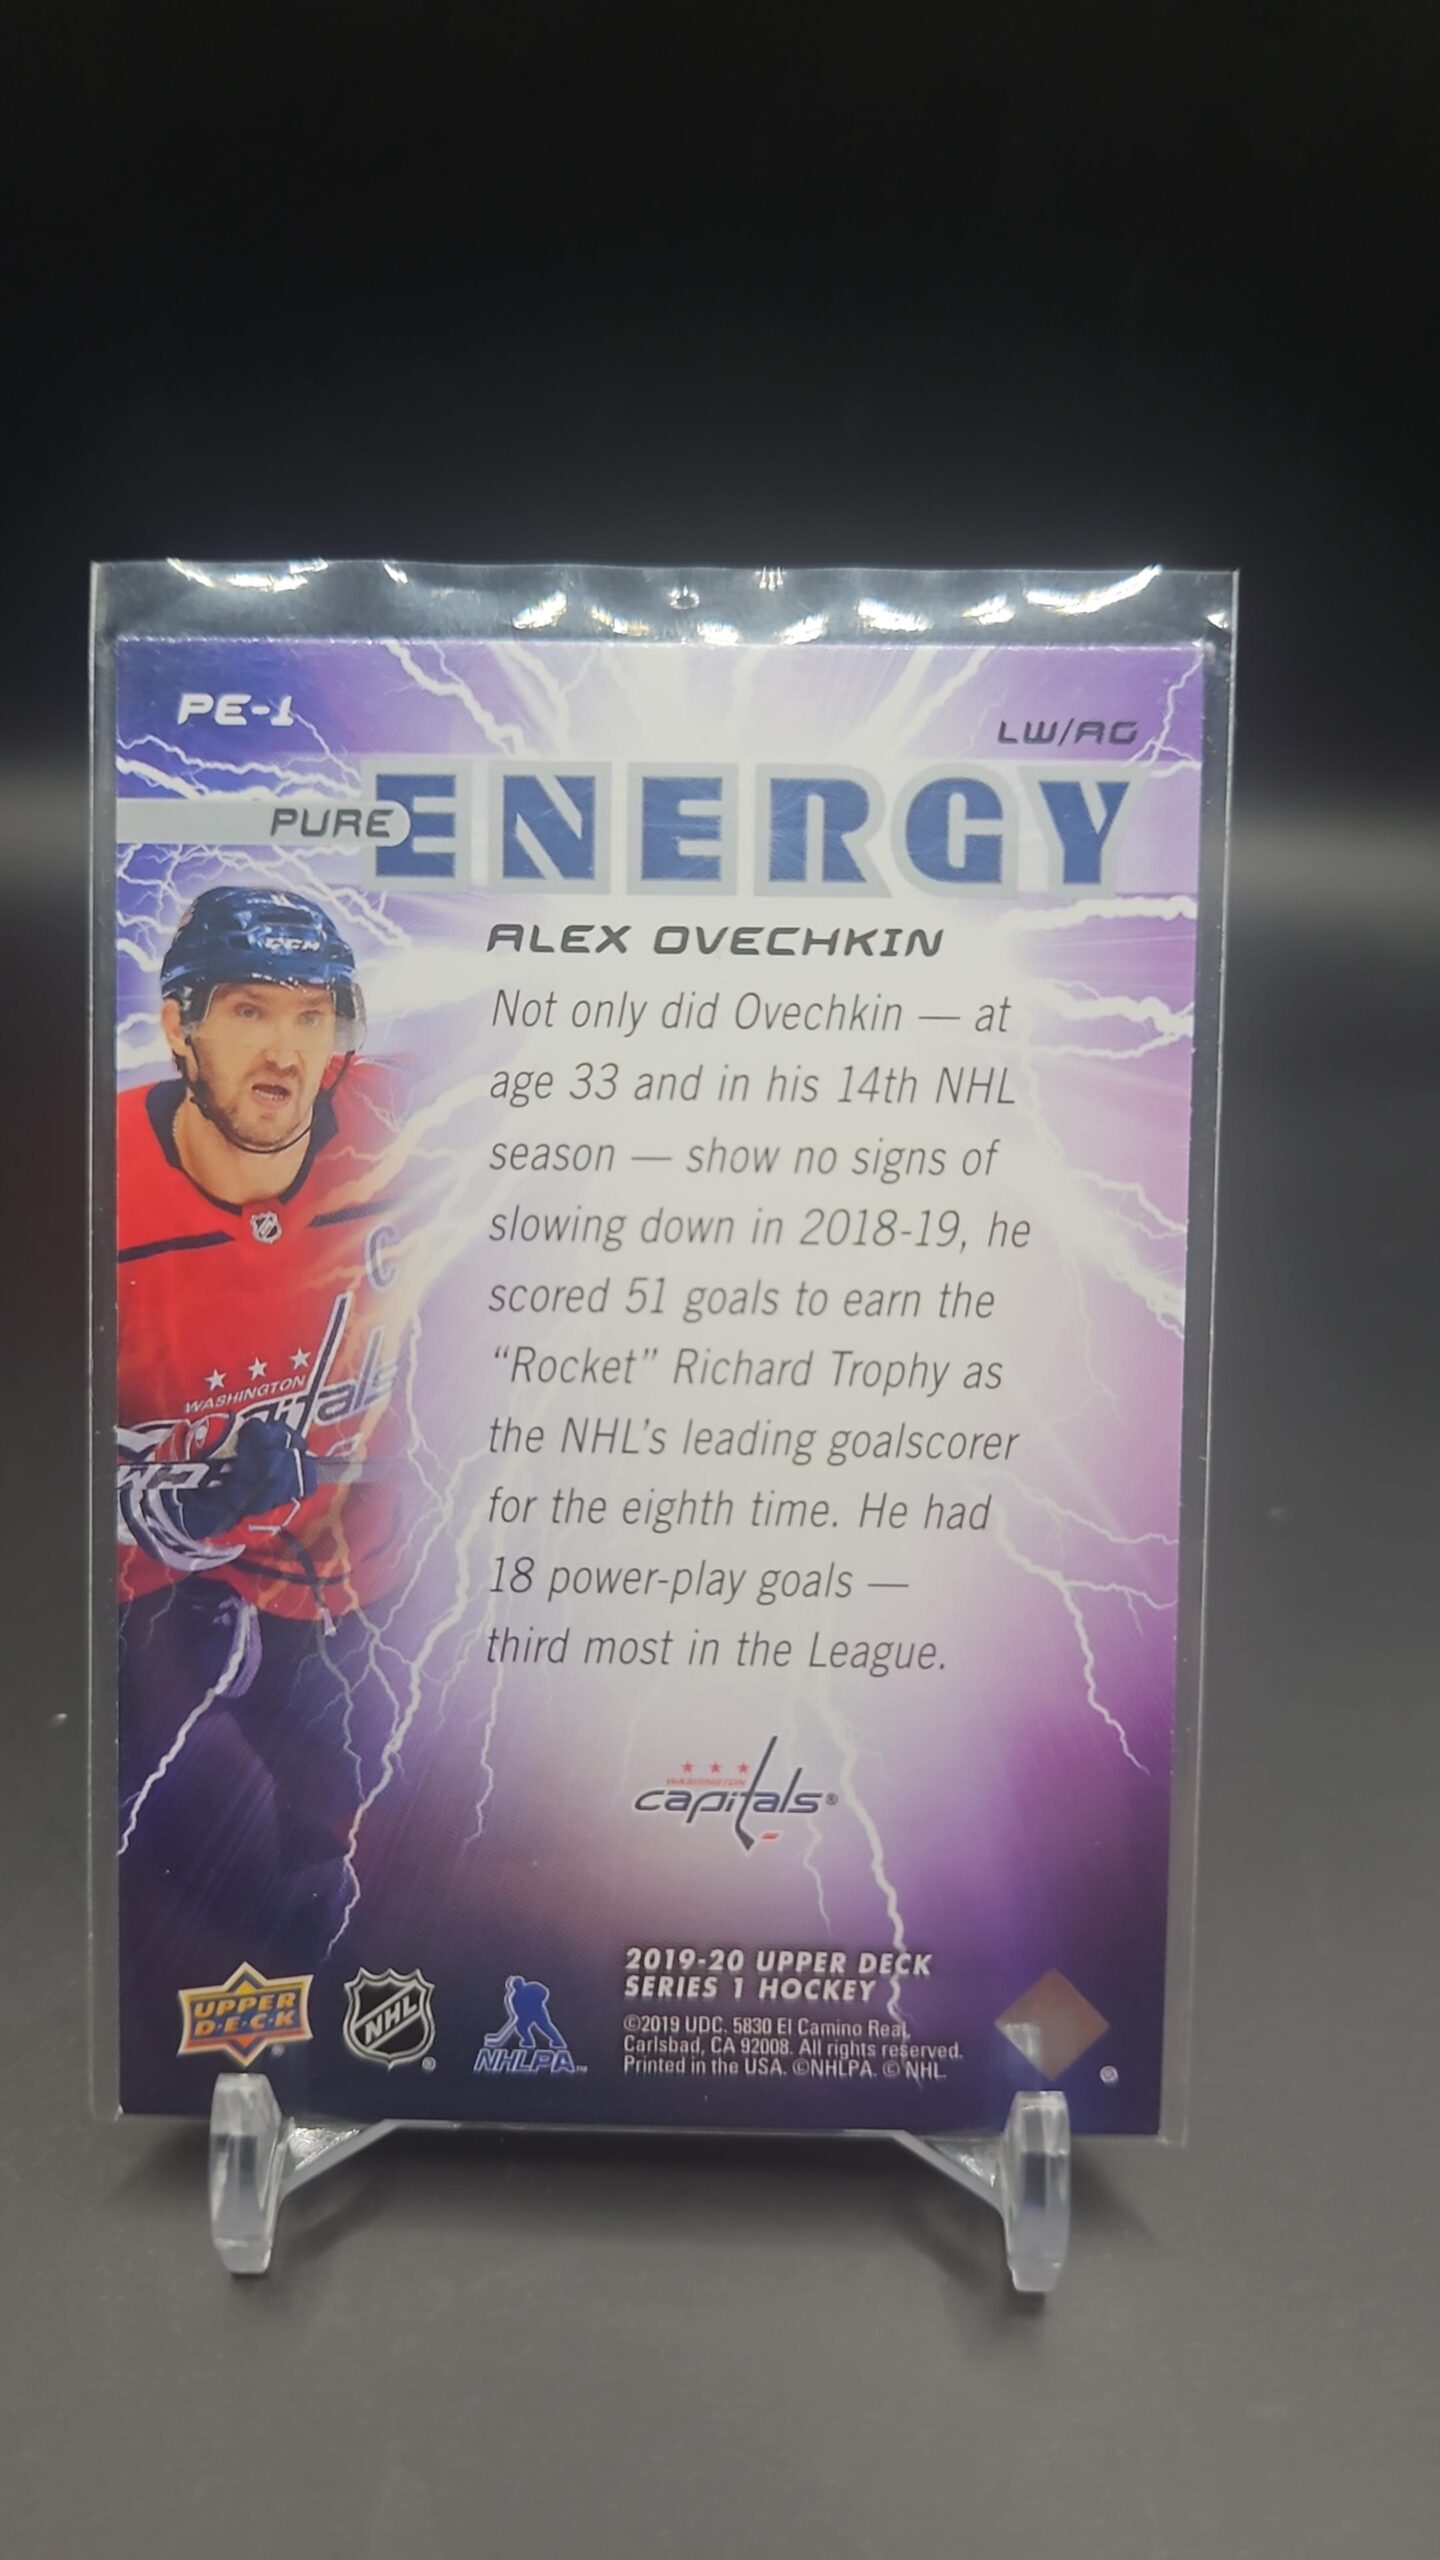 PE-1
LW/AG
PURE ENERGY
ALEX OVECHKIN
Not only did Ovechkin — at
age 33 and in his 14th NHL
season — show no signs of
slowing down in 2018-19, he
scored 51 goals to earn the
“Rocket” Richard Trophy as
the NHL’s leading goalscorer
for the eighth time. He had
18 power-play goals —
third most in the League.
CCM
C
WASHINGTON
capitals
WASHINGTON
capitals®
2019-20 UPPER DECK
SERIES 1 HOCKEY
©2019 UDC. 5830 El Camino Real,
Carlsbad, CA 92008. All rights reserved.
Printed in the USA. ©NHLPA. © NHL.
UPPER
D·E·C·K
®
NHL
®
NHLPA™
®